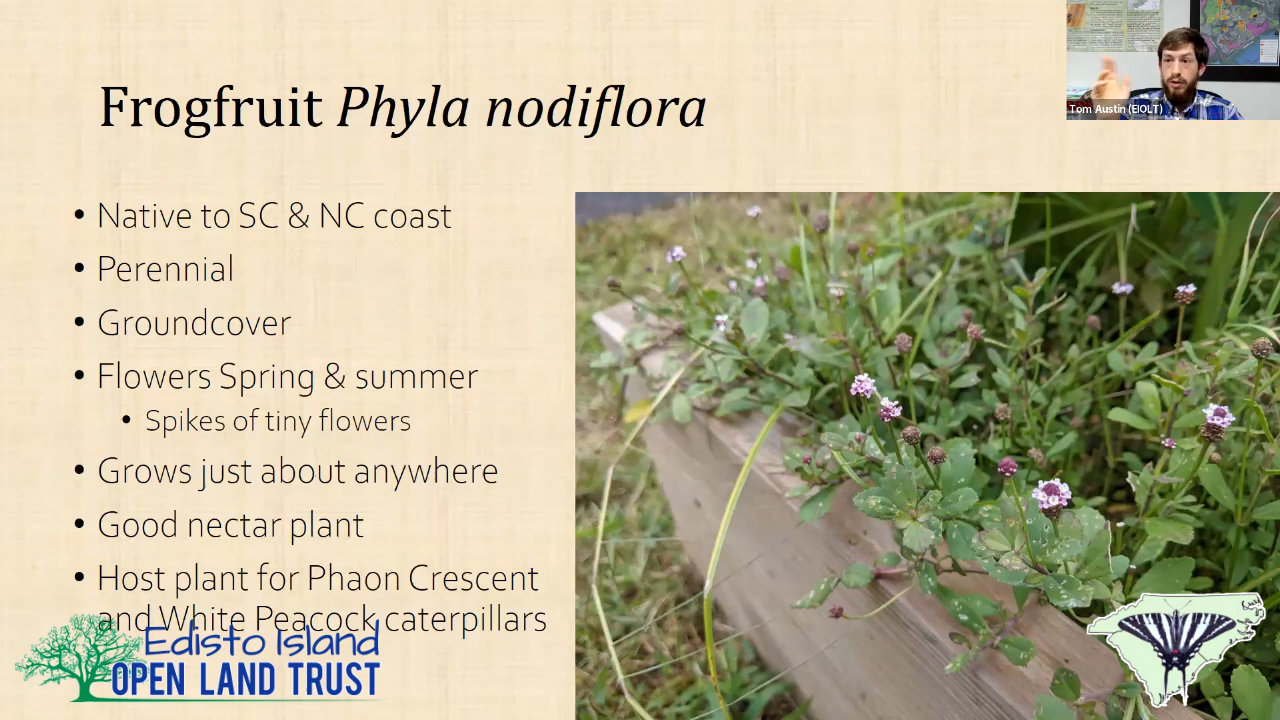 Frogfruit Phyla nodiflora
Tom Austin (EIOLT)
• Native to SC & NC coast
• Perennial
• Groundcover
• Flowers Spring & summer
• Spikes of tiny flowers
• Grows just about anywhere
• Good nectar plant
• Host plant for Phaon Crescent
and White Peacock caterpillars
Edisto Island
OPEN LAND TRUST